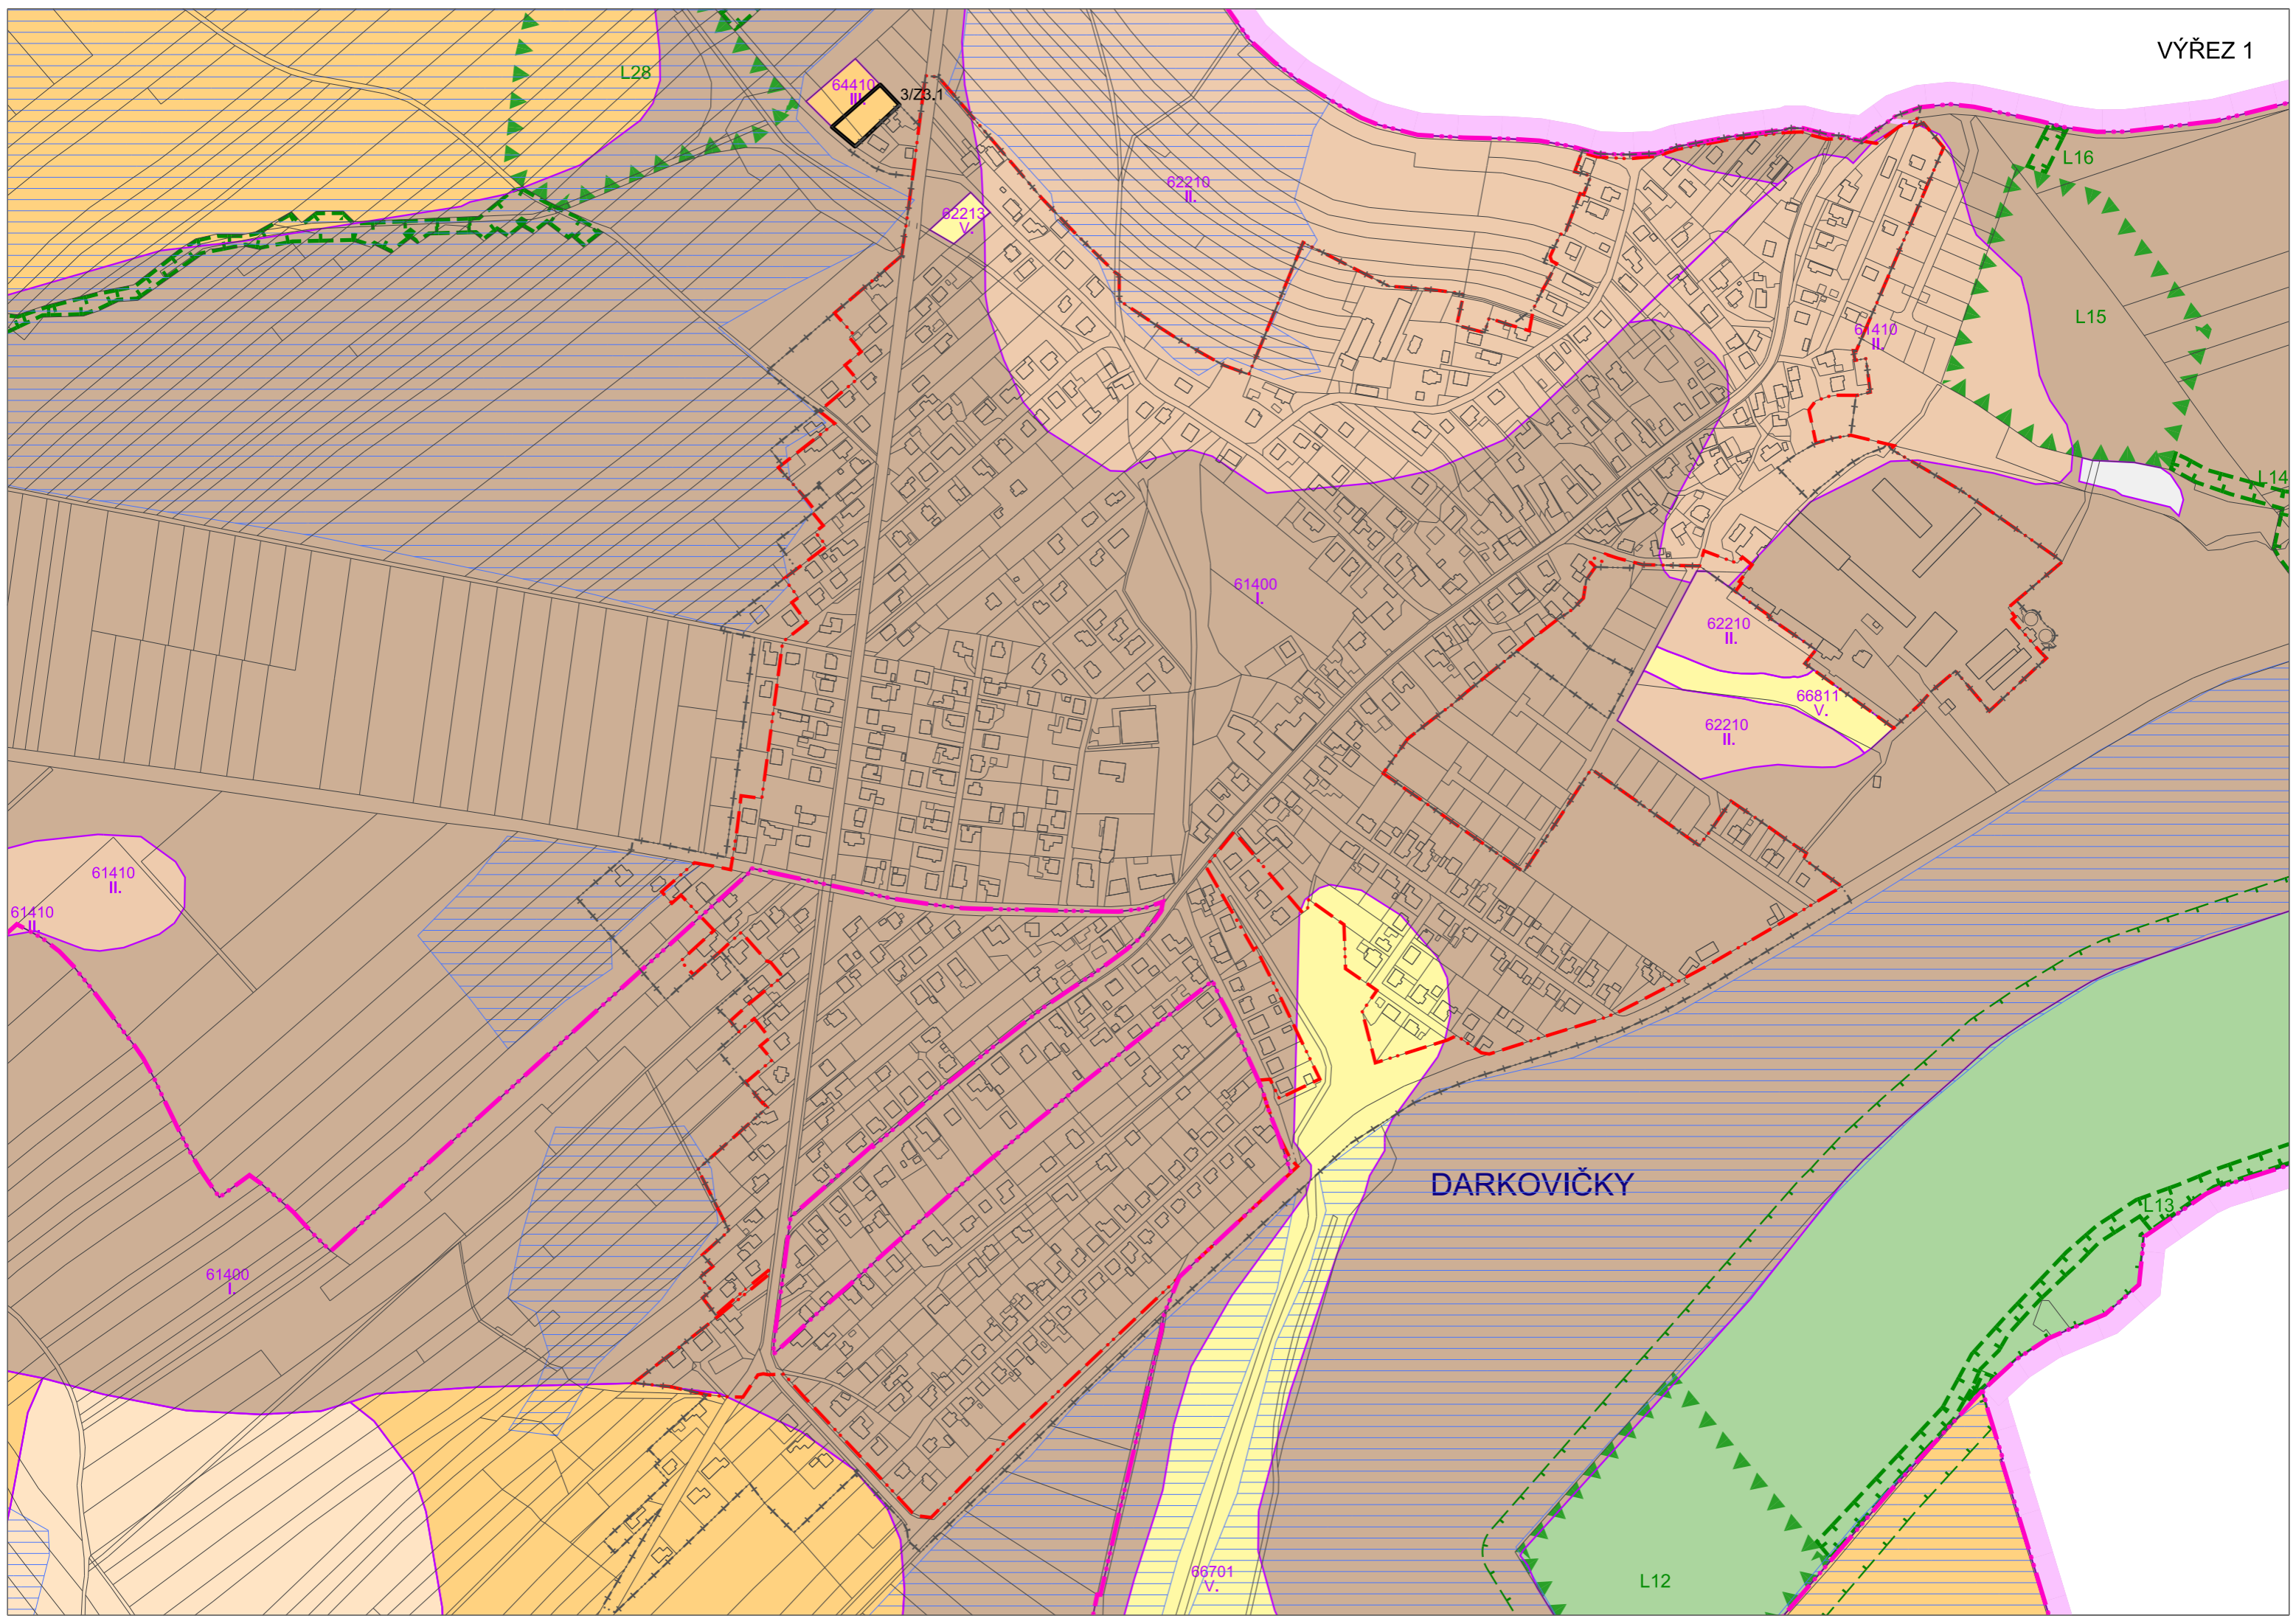 VÝŘEZ 1
L28
64410
III.
3/Z3.1
L16
62210
II.
62213
V.
L15
61410
II.
L14
61400
I.
62210
II.
66811
V.
62210
II.
61410
II.
61410
II.
DARKOVIČKY
L13
61400
I.
66701
V.
L12